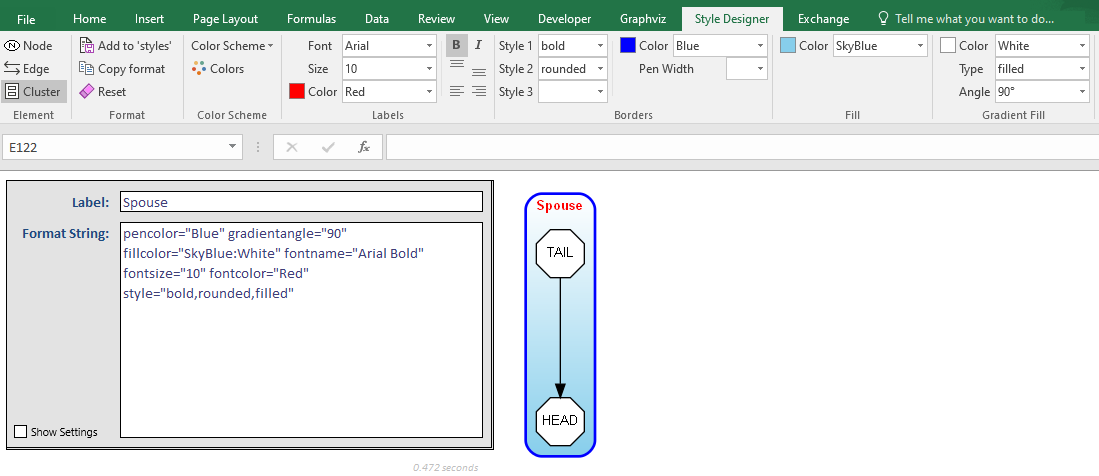 File Home Insert Page Layout Formulas Data Review View Developer Graphviz Style Designer Exchange Tell me what you want to do...
Node Add to 'styles' Color Scheme Font Arial B I Style 1 bold Color Blue Color SkyBlue Color White
Edge Copy format Colors Size 10 Style 2 rounded Pen Width Type filled
Cluster Reset Color Red Style 3 Angle 90°
Element Format Color Scheme Labels Borders Fill Gradient Fill
E122 fx
Label: Spouse
Format String: pencolor="Blue" gradientangle="90"
fillcolor="SkyBlue:White" fontname="Arial Bold"
fontsize="10" fontcolor="Red"
style="bold,rounded,filled"
Show Settings
0.472 seconds
Spouse
TAIL
HEAD